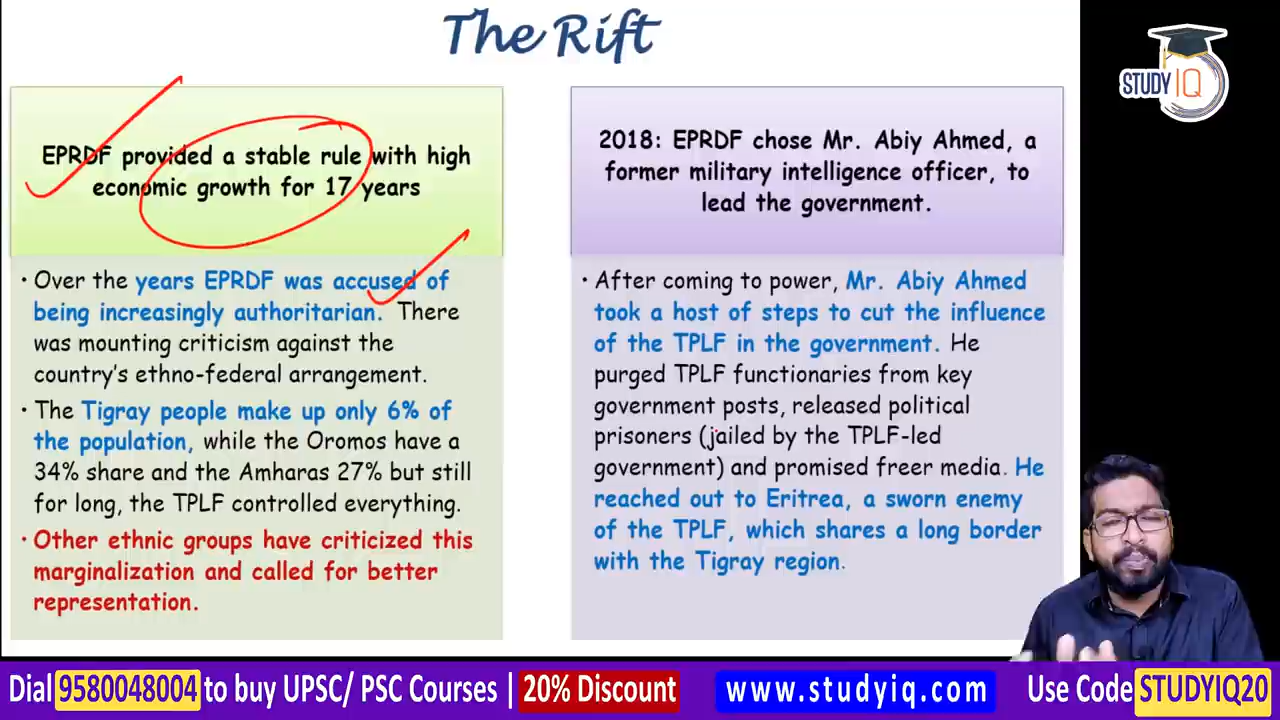 The Rift
STUDY IQ
EPRDF provided a stable rule with high
economic growth for 17 years
• Over the years EPRDF was accused of
being increasingly authoritarian. There
was mounting criticism against the
country's ethno-federal arrangement.
• The Tigray people make up only 6% of
the population, while the Oromos have a
34% share and the Amharas 27% but still
for long, the TPLF controlled everything.
• Other ethnic groups have criticized this
marginalization and called for better
representation.
2018: EPRDF chose Mr. Abiy Ahmed, a
former military intelligence officer, to
lead the government.
• After coming to power, Mr. Abiy Ahmed
took a host of steps to cut the influence
of the TPLF in the government. He
purged TPLF functionaries from key
government posts, released political
prisoners (jailed by the TPLF-led
government) and promised freer media. He
reached out to Eritrea, a sworn enemy
of the TPLF, which shares a long border
with the Tigray region.
Dial 9580048004 to buy UPSC/ PSC Courses | 20% Discount www.studyiq.com Use Code STUDYIQ20